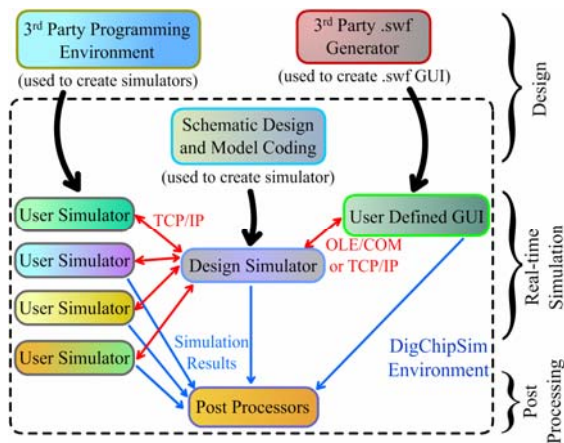 3rd Party Programming
Environment
(used to create simulators)
3rd Party .swf
Generator
(used to create .swf GUI)
Design
Schematic Design
and Model Coding
(used to create simulator)
User Simulator
TCP/IP
User Defined GUI
User Simulator
Design Simulator
OLE/COM
or TCP/IP
User Simulator
User Simulator
Real-time
Simulation
Simulation
Results
DigChipSim
Environment
Post Processors
Post
Processing